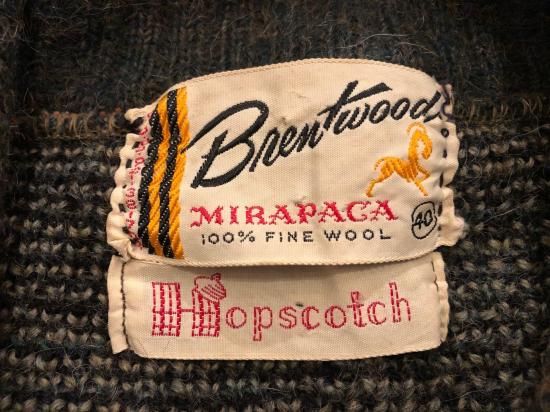 Brentwood
MIRAPACA
100% FINE WOOL
40
Hopscotch